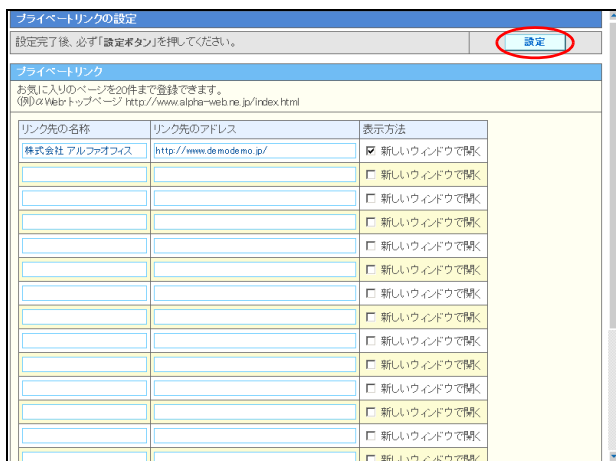 プライベートリンクの設定
設定完了後、必ず「設定ボタン」を押してください。
設定
プライベートリンク
お気に入りのページを20件まで登録できます。
(例)αWebトップページ http://www.alpha-web.ne.jp/index.html
リンク先の名称 リンク先のアドレス 表示方法
株式会社 アルファオフィス http://www.demodemo.jp/ 新しいウィンドウで開く
新しいウィンドウで開く
新しいウィンドウで開く
新しいウィンドウで開く
新しいウィンドウで開く
新しいウィンドウで開く
新しいウィンドウで開く
新しいウィンドウで開く
新しいウィンドウで開く
新しいウィンドウで開く
新しいウィンドウで開く
新しいウィンドウで開く
新しいウィンドウで開く
新しいウィンドウで開く